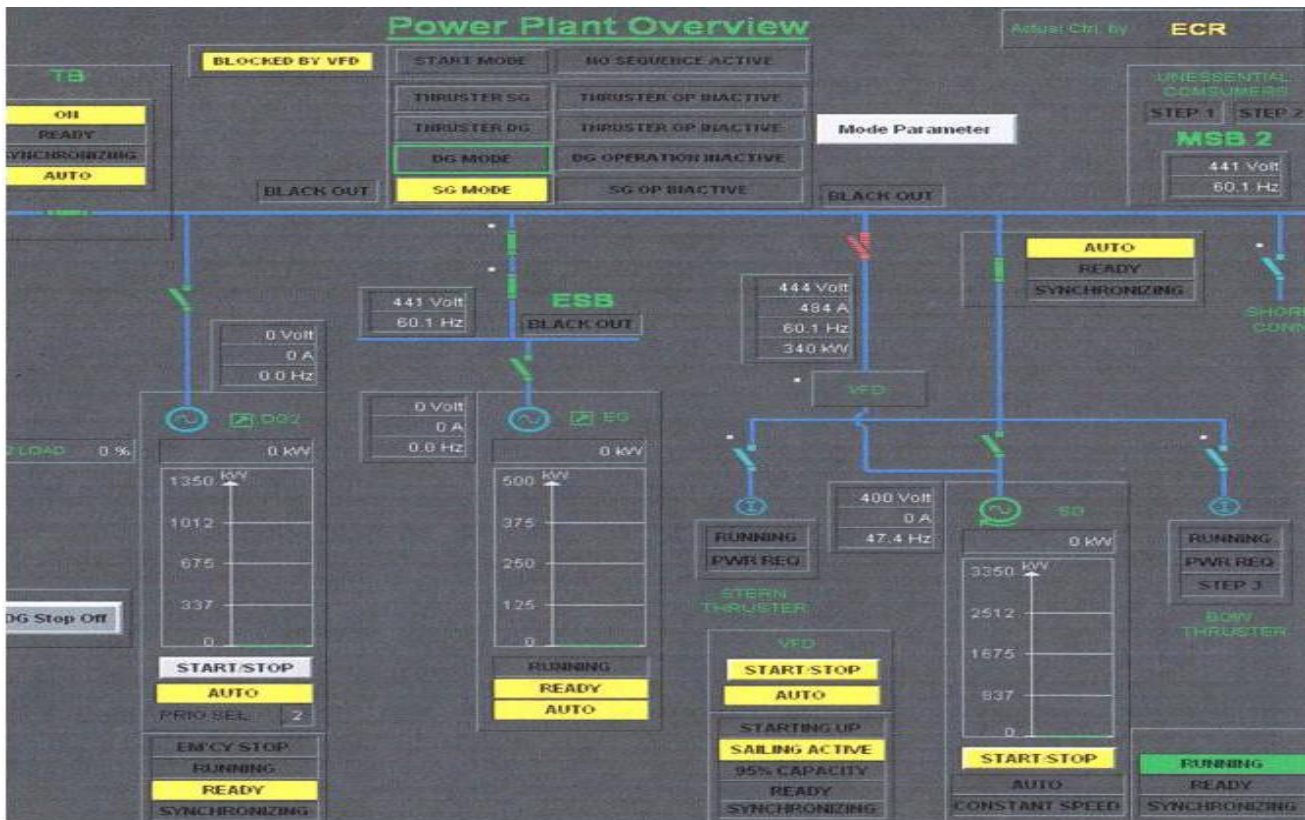 Power Plant Overview
Actual Ctrl. by ECR
TB
ON
READY
SYNCHRONIZING
AUTO
BLOCKED BY VFD
START MODE NO SEQUENCE ACTIVE
THRUSTER SG THRUSTER OP INACTIVE
THRUSTER DG THRUSTER OP INACTIVE
DG MODE DG OPERATION INACTIVE
SG MODE SG OP INACTIVE
BLACK OUT
BLACK OUT
Mode Parameter
UNESSENTIAL
CONSUMERS
STEP 1 STEP 2
MSB 2
441 Volt
60.1 Hz
AUTO
READY
SYNCHRONIZING
441 Volt
60.1 Hz
ESB
BLACK OUT
444 Volt
484 A
60.1 Hz
340 kW
VFD
0 Volt
0 A
0.0 Hz
DG2
0 kW
LOAD 0 %
1350 kW
1012
675
337
0
DG Stop Off
START/STOP
AUTO
PRIO SEL 2
EM'CY STOP
RUNNING
READY
SYNCHRONIZING
0 Volt
0 A
0.0 Hz
EG
0 kW
500 kW
375
250
125
0
RUNNING
READY
AUTO
RUNNING
PWR REQ
STERN
THRUSTER
VFD
START/STOP
AUTO
STARTING UP
SAILING ACTIVE
95% CAPACITY
READY
SYNCHRONIZING
400 Volt
0 A
47.4 Hz
SG
0 kW
3350 kW
2512
1675
837
0
START/STOP
AUTO
CONSTANT SPEED
RUNNING
PWR REQ
STEP 3
BOW
THRUSTER
RUNNING
READY
SYNCHRONIZING